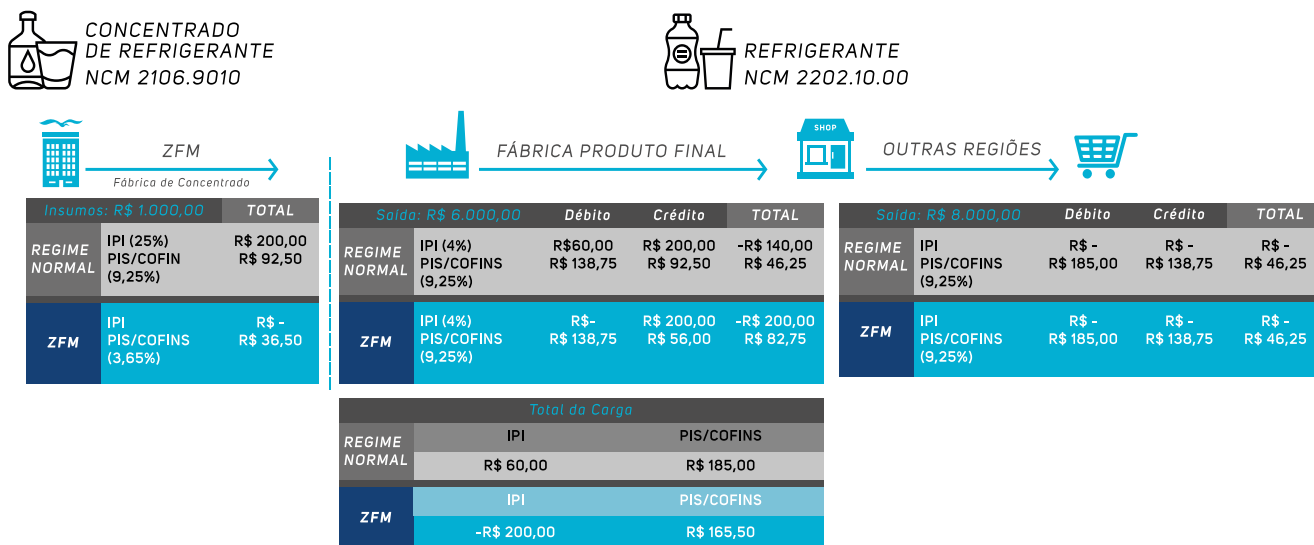 CONCENTRADO
DE REFRIGERANTE
NCM 2106.9010
REFRIGERANTE
NCM 2202.10.00
ZFM
Fábrica de Concentrado
FÁBRICA PRODUTO FINAL
SHOP
OUTRAS REGIÕES
Insumos: R$ 1.000,00 TOTAL
REGIME NORMAL
IPI (25%) R$ 200,00
PIS/COFIN R$ 92,50
(9,25%)
ZFM
IPI R$ -
PIS/COFINS R$ 36,50
(3,65%)
Saída: R$ 6.000,00 Débito Crédito TOTAL
REGIME NORMAL
IPI (4%) R$60,00 R$ 200,00 -R$ 140,00
PIS/COFINS R$ 138,75 R$ 92,50 R$ 46,25
(9,25%)
ZFM
IPI (4%) R$- R$ 200,00 -R$ 200,00
PIS/COFINS R$ 138,75 R$ 56,00 R$ 82,75
(9,25%)
Saída: R$ 8.000,00 Débito Crédito TOTAL
REGIME NORMAL
IPI R$ - R$ - R$ -
PIS/COFINS R$ 185,00 R$ 138,75 R$ 46,25
(9,25%)
ZFM
IPI R$ - R$ - R$ -
PIS/COFINS R$ 185,00 R$ 138,75 R$ 46,25
(9,25%)
Total da Carga
REGIME NORMAL
IPI PIS/COFINS
R$ 60,00 R$ 185,00
ZFM
IPI PIS/COFINS
-R$ 200,00 R$ 165,50